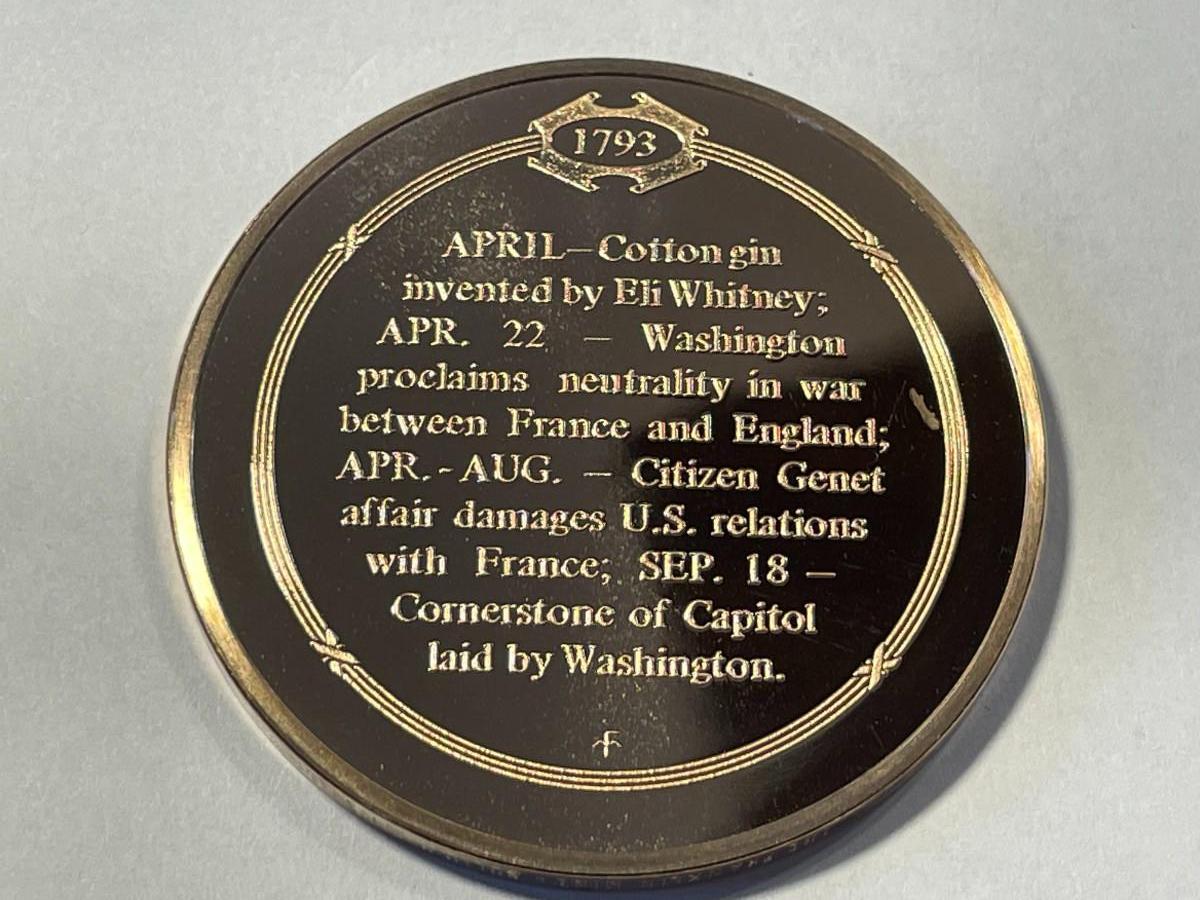 1793
APRIL—Cotton gin
invented by Eli Whitney;
APR. 22 — Washington
proclaims neutrality in war
between France and England;
APR.-AUG. — Citizen Genet
affair damages U.S. relations
with France; SEP. 18 —
Cornerstone of Capitol
laid by Washington.